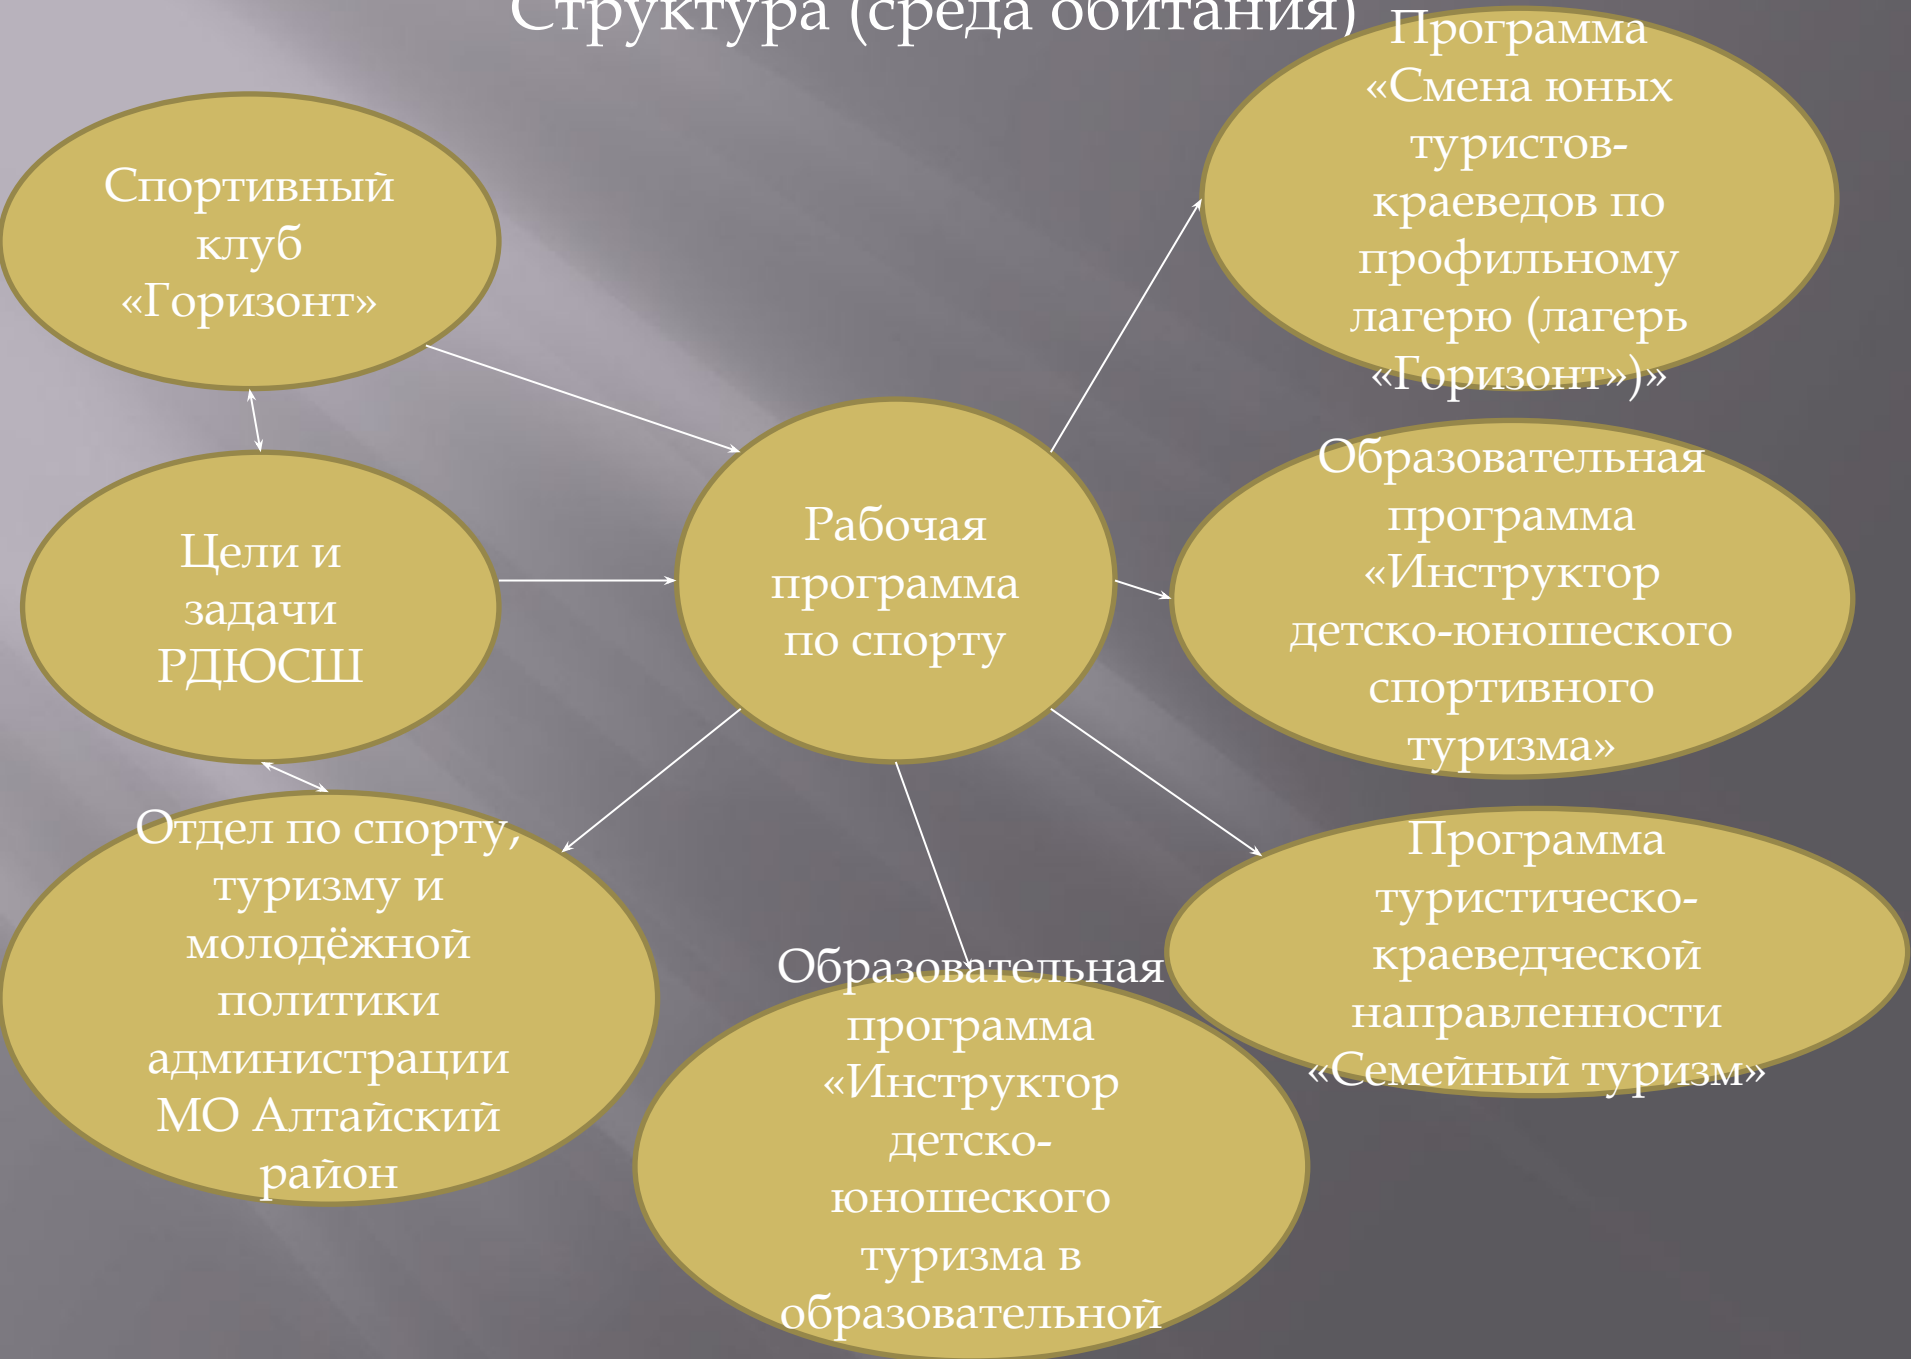 Структура (среда обитания)
Спортивный
клуб
«Горизонт»
Цели и
задачи
РДЮСШ
Отдел по спорту,
туризму и
молодёжной
политики
администрации
МО Алтайский
район
Рабочая
программа
по спорту
Программа
«Смена юных
туристов-
краеведов по
профильному
лагерю (лагерь
«Горизонт»)»
Образовательная
программа
«Инструктор
детско-юношеского
спортивного
туризма»
Программа
туристическо-
краеведческой
направленности
«Семейный туризм»
Образовательная
программа
«Инструктор
детско-
юношеского
туризма в
образовательной